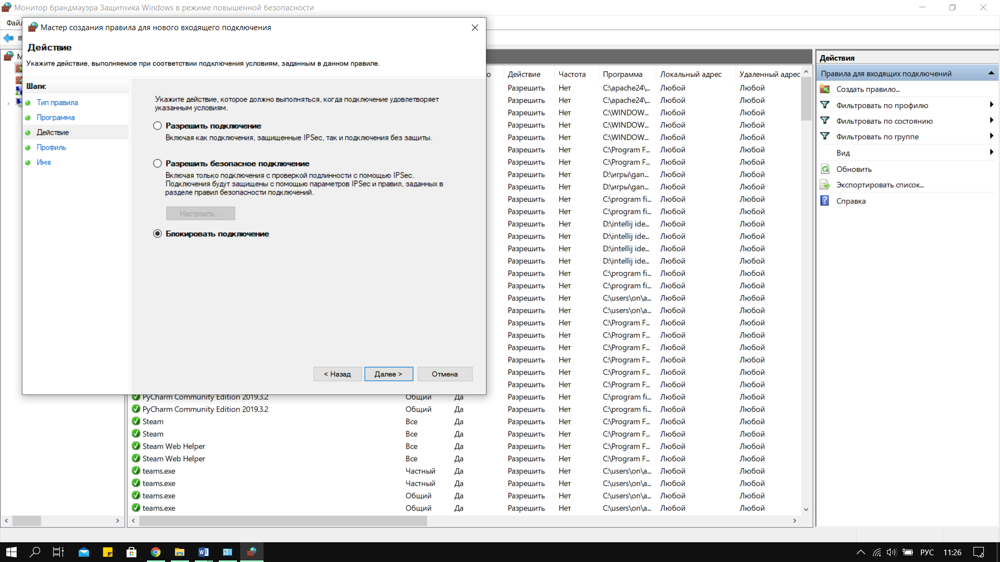 Монитор брандмауэра Защитника Windows в режиме повышенной безопасности
Файл
Мастер создания правила для нового входящего подключения
Действие
Укажите действие, выполняемое при соответствии подключения условиям, заданным в данном правиле.
Шаги:
Тип правила
Программа
Действие
Профиль
Имя
Укажите действие, которое должно выполняться, когда подключение удовлетворяет
указанным условиям.
Разрешить подключение
Включая как подключения, защищенные IPSec, так и подключения без защиты.
Разрешить безопасное подключение
Включая только подключения с проверкой подлинности с помощью IPSec.
Подключения будут защищены с помощью параметров IPSec и правил, заданных в
разделе правил безопасности подключений.
Настроить...
Блокировать подключение
< Назад Далее > Отмена
Действие Частота Программа Локальный адрес Удаленный адрес
Разрешить Нет C:\apache24\... Любой Любой
Разрешить Нет C:\apache24\... Любой Любой
Разрешить Нет C:\WINDOW... Любой Любой
Разрешить Нет C:\WINDOW... Любой Любой
Разрешить Нет C:\WINDOW... Любой Любой
Разрешить Нет C:\Program F... Любой Любой
Разрешить Нет C:\Program F... Любой Любой
Разрешить Нет D:\игры\gan... Любой Любой
Разрешить Нет D:\игры\gan... Любой Любой
Разрешить Нет C:\program fi... Любой Любой
Разрешить Нет C:\program fi... Любой Любой
Разрешить Нет D:\intellij ide... Любой Любой
Разрешить Нет D:\intellij ide... Любой Любой
Разрешить Нет D:\intellij ide... Любой Любой
Разрешить Нет D:\intellij ide... Любой Любой
Разрешить Нет C:\program fi... Любой Любой
Разрешить Нет C:\program fi... Любой Любой
Разрешить Нет C:\users\on\a... Любой Любой
Разрешить Нет C:\users\on\a... Любой Любой
Разрешить Нет C:\Program F... Любой Любой
Разрешить Нет C:\Program F... Любой Любой
Разрешить Нет C:\Program F... Любой Любой
Разрешить Нет C:\Program F... Любой Любой
Разрешить Нет C:\Program F... Любой Любой
Разрешить Нет C:\Program F... Любой Любой
PyCharm Community Edition 2019.3.2 Общий Да Разрешить Нет C:\program fi... Любой Любой
PyCharm Community Edition 2019.3.2 Общий Да Разрешить Нет C:\program fi... Любой Любой
Steam Все Да Разрешить Нет C:\Program F... Любой Любой
Steam Все Да Разрешить Нет C:\Program F... Любой Любой
Steam Web Helper Все Да Разрешить Нет C:\Program F... Любой Любой
Steam Web Helper Все Да Разрешить Нет C:\Program F... Любой Любой
teams.exe Частный Да Разрешить Нет C:\users\on\a... Любой Любой
teams.exe Частный Да Разрешить Нет C:\users\on\a... Любой Любой
teams.exe Общий Да Разрешить Нет C:\users\on\a... Любой Любой
teams.exe Общий Да Разрешить Нет C:\users\on\a... Любой Любой
Действия
Правила для входящих подключений
Создать правило...
Фильтровать по профилю
Фильтровать по состоянию
Фильтровать по группе
Вид
Обновить
Экспортировать список...
Справка
РУС 11:26